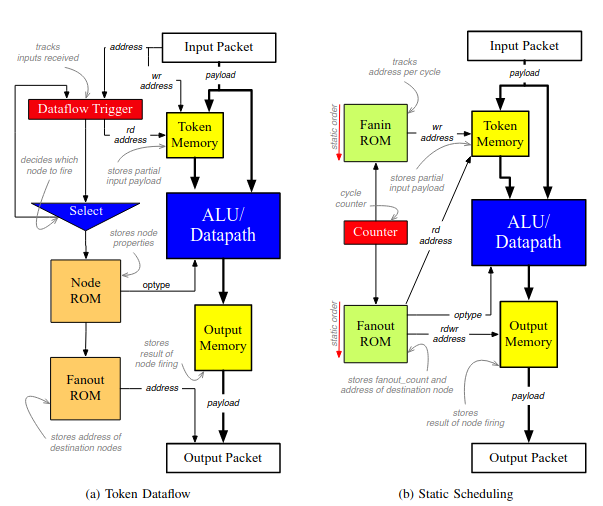 Input Packet
address
tracks
inputs received
payload
wr
address
Dataflow Trigger
rd
address
Token
Memory
decides which
node to fire
stores partial
input payload
Select
ALU/
Datapath
stores node
properties
Node
ROM
optype
Output
Memory
stores
result of
node firing
Fanout
ROM
address
payload
stores address of
destination nodes
Output Packet
(a) Token Dataflow
Input Packet
tracks
address per cycle
payload
static order
Fanin
ROM
wr
address
Token
Memory
stores partial
input payload
cycle
counter
Counter
rd
address
ALU/
Datapath
static order
Fanout
ROM
optype
rdwr
address
Output
Memory
stores fanout_count and
address of destination node
payload
stores
result of node firing
Output Packet
(b) Static Scheduling